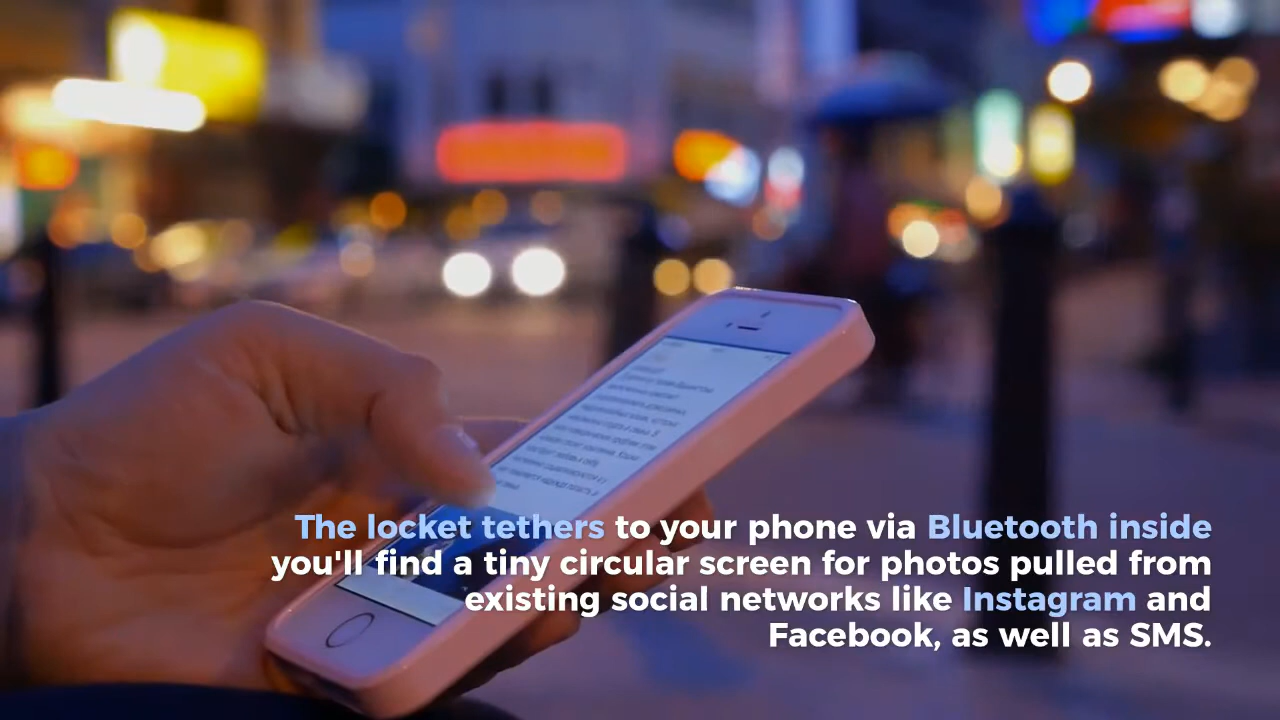 The locket tethers to your phone via Bluetooth inside
you'll find a tiny circular screen for photos pulled from
existing social networks like Instagram and
Facebook, as well as SMS.